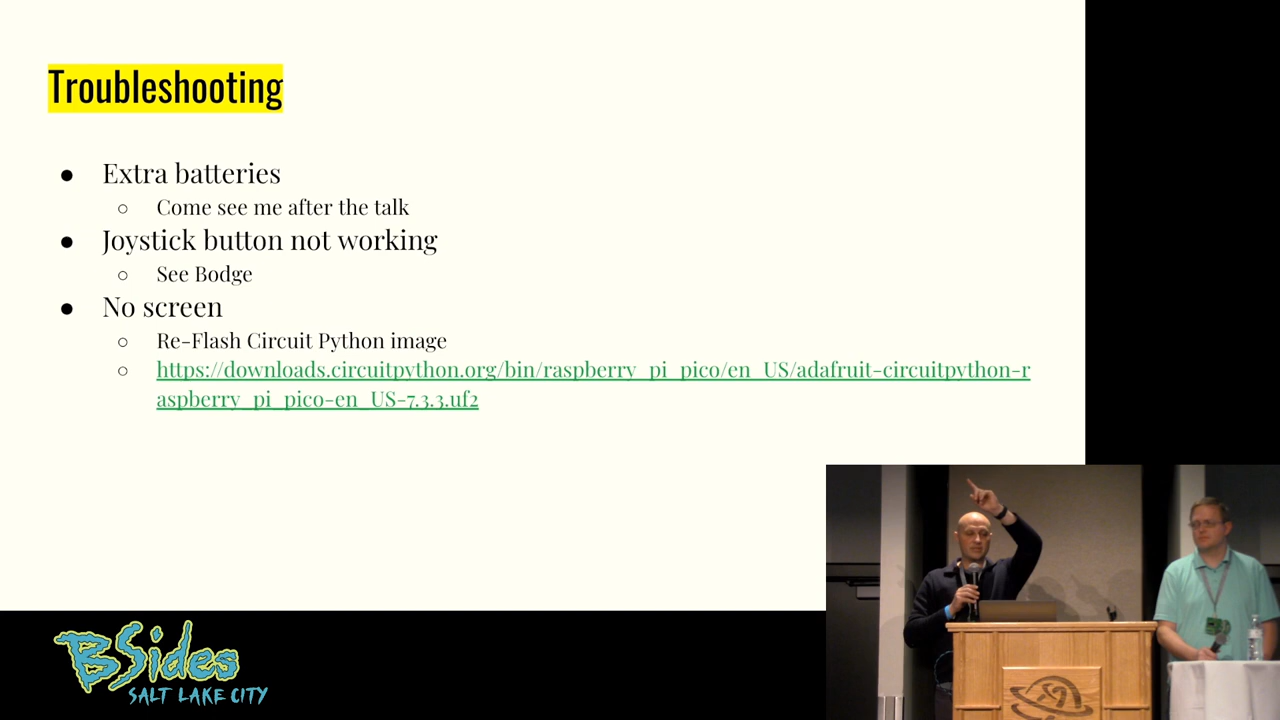 Troubleshooting
● Extra batteries
○ Come see me after the talk
● Joystick button not working
○ See Bodge
● No screen
○ Re-Flash Circuit Python image
○ https://downloads.circuitpython.org/bin/raspberry_pi_pico/en_US/adafruit-circuitpython-r
aspberry_pi_pico-en_US-7.3.3.uf2
BSides
SALT LAKE CITY